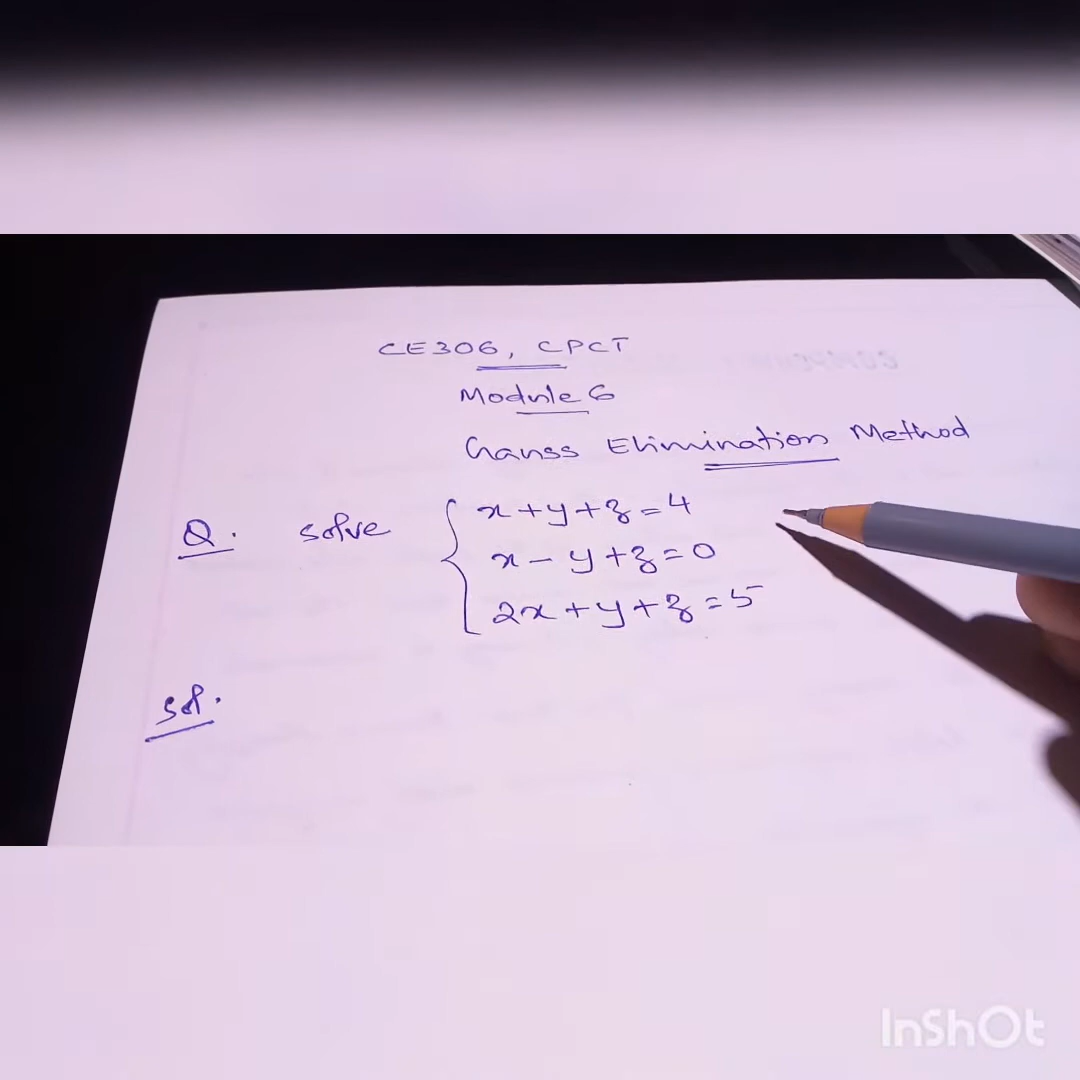 CE306, CPCT
Module 6
Gauss Elimination Method
Q. solve
x+y+z=4
x-y+z=0
2x+y+z=5
sol.
InShOt